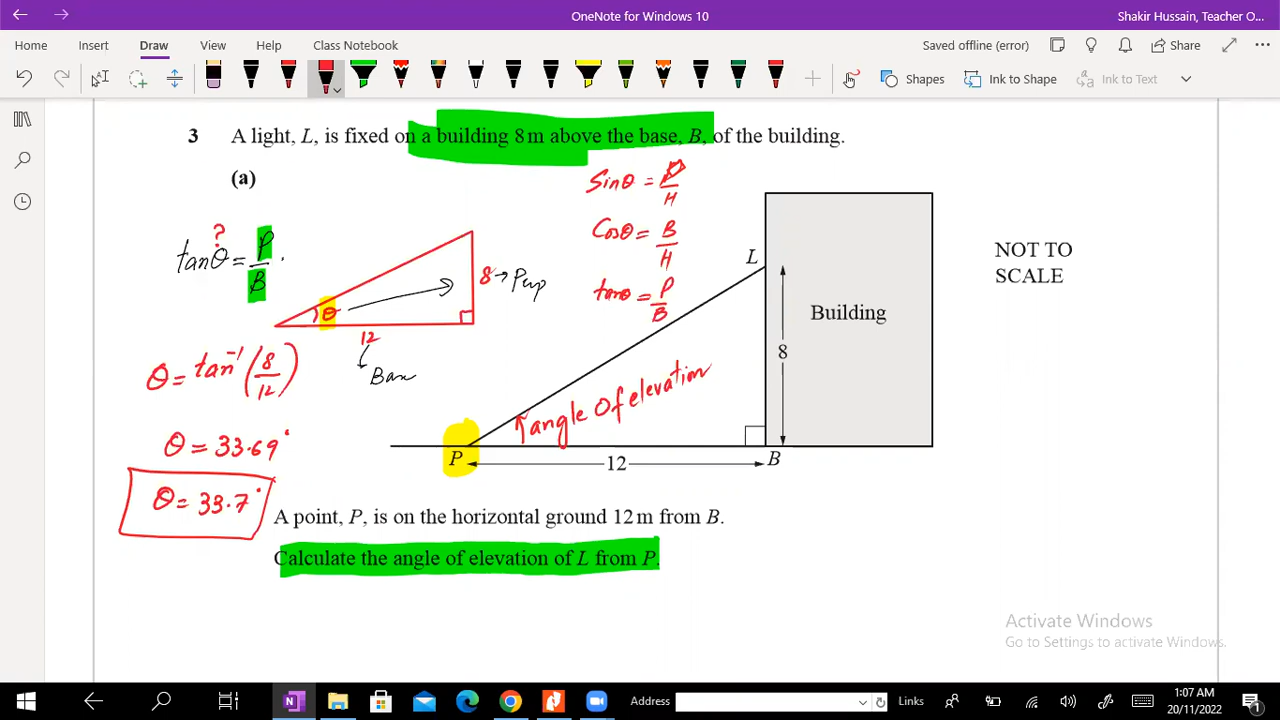 OneNote for Windows 10
Shakir Hussain, Teacher O...
Home Insert Draw View Help Class Notebook
Saved offline (error)
Share
Shapes
Ink to Shape
Ink to Text
3 A light, L, is fixed on a building 8 m above the base, B, of the building.
(a)
Sinθ = P/H
Cosθ = B/H
tanθ = P/B
?
tanθ = P/B
8 → Perp
θ
12
Base
θ = tan⁻¹ (8/12)
θ = 33.69°
θ = 33.7°
L
Building
8
NOT TO
SCALE
angle Of elevation
P
12
B
A point, P, is on the horizontal ground 12 m from B.
Calculate the angle of elevation of L from P.
Activate Windows
Go to Settings to activate Windows.
Address
Links
1:07 AM
20/11/2022
1